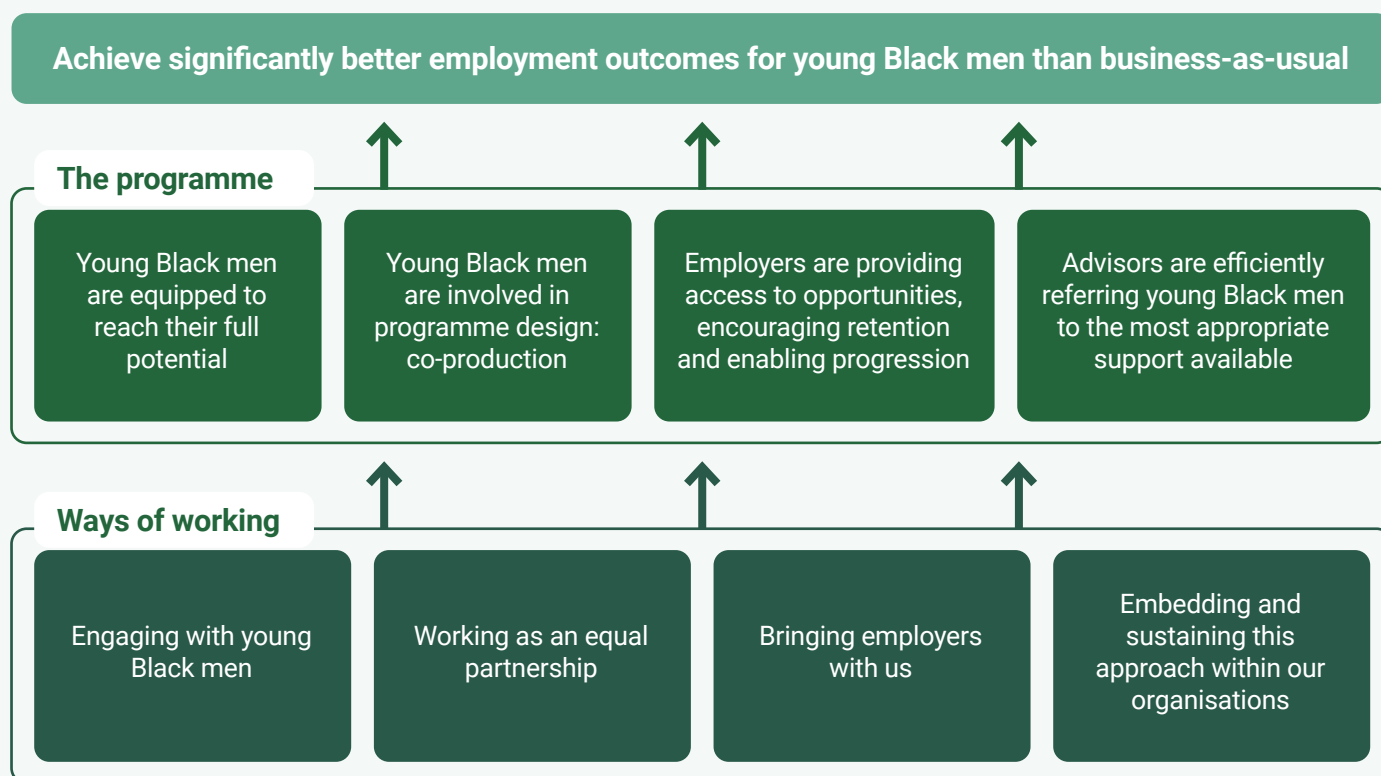 Achieve significantly better employment outcomes for young Black men than business-as-usual
The programme
Young Black men
are equipped to
reach their full
potential
Young Black men
are involved in
programme design:
co-production
Employers are providing
access to opportunities,
encouraging retention
and enabling progression
Advisors are efficiently
referring young Black men
to the most appropriate
support available
Ways of working
Engaging with young
Black men
Working as an equal
partnership
Bringing employers
with us
Embedding and
sustaining this
approach within our
organisations